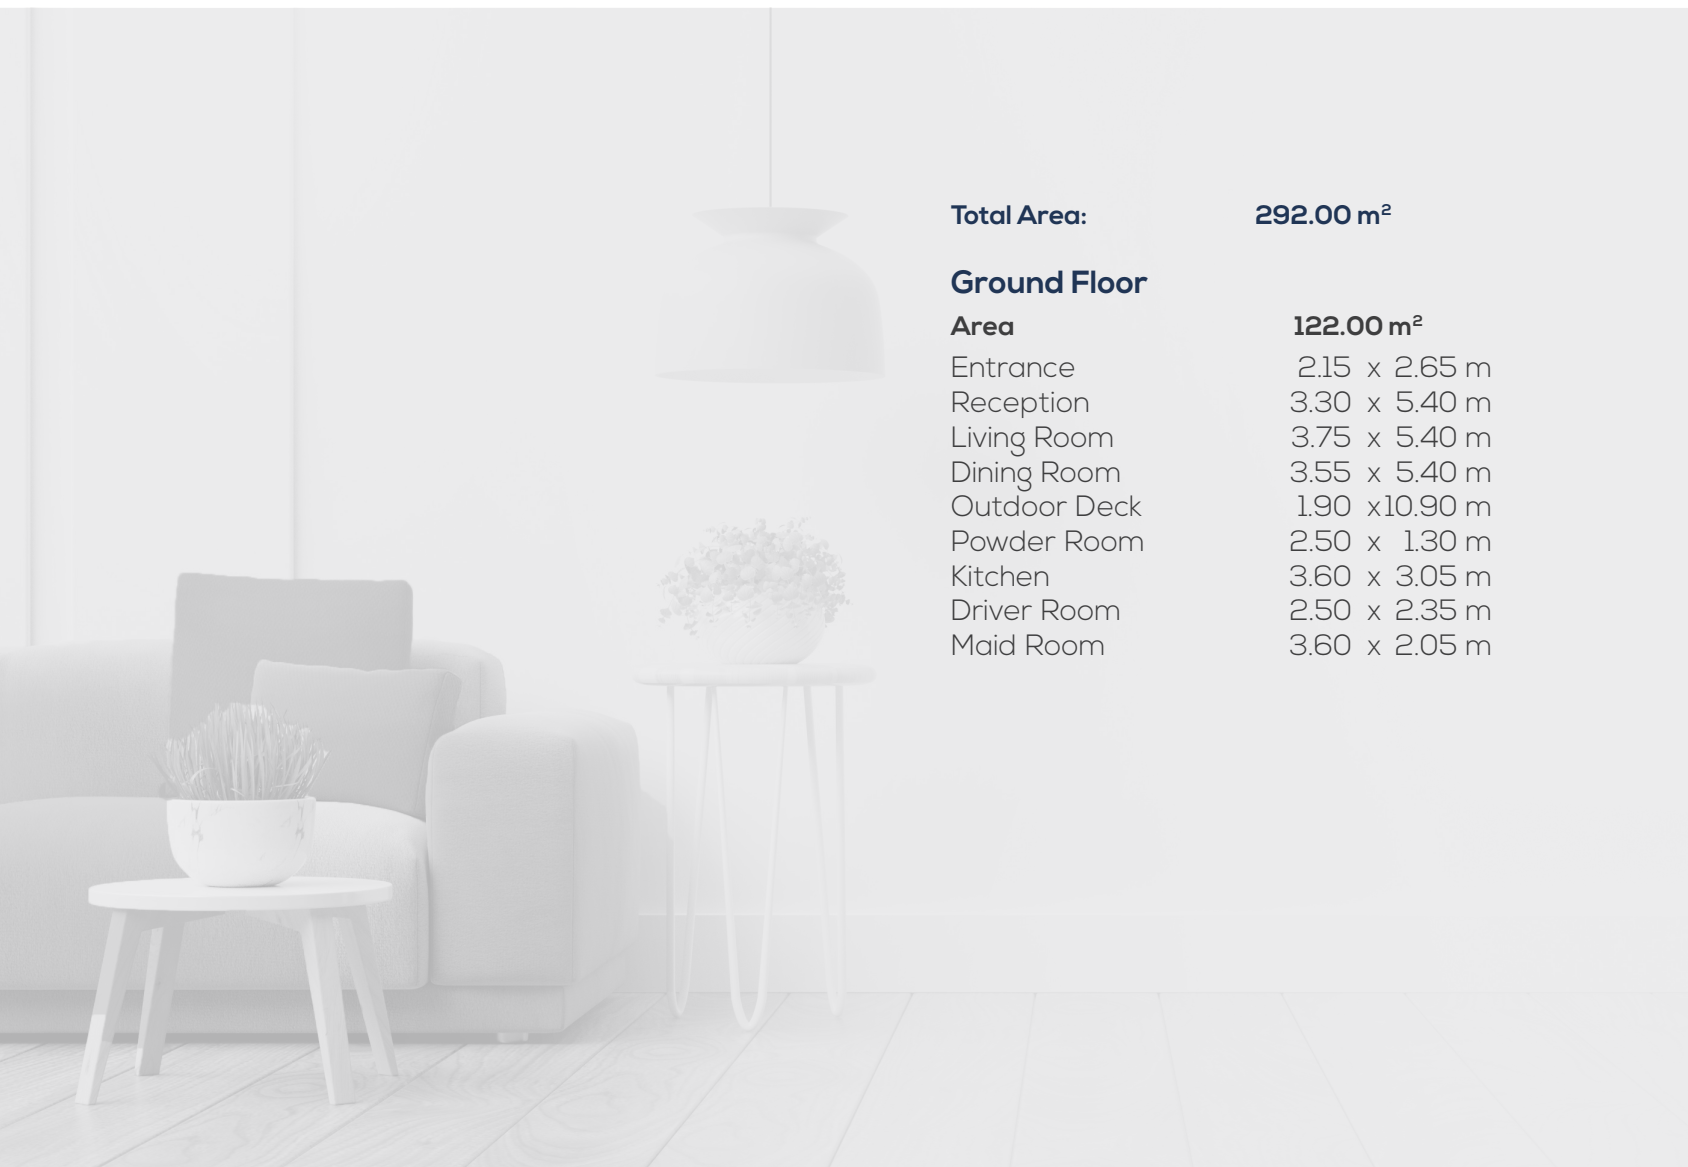 Total Area: 292.00 m²
Ground Floor
Area 122.00 m²
Entrance 2.15 x 2.65 m
Reception 3.30 x 5.40 m
Living Room 3.75 x 5.40 m
Dining Room 3.55 x 5.40 m
Outdoor Deck 1.90 x10.90 m
Powder Room 2.50 x 1.30 m
Kitchen 3.60 x 3.05 m
Driver Room 2.50 x 2.35 m
Maid Room 3.60 x 2.05 m